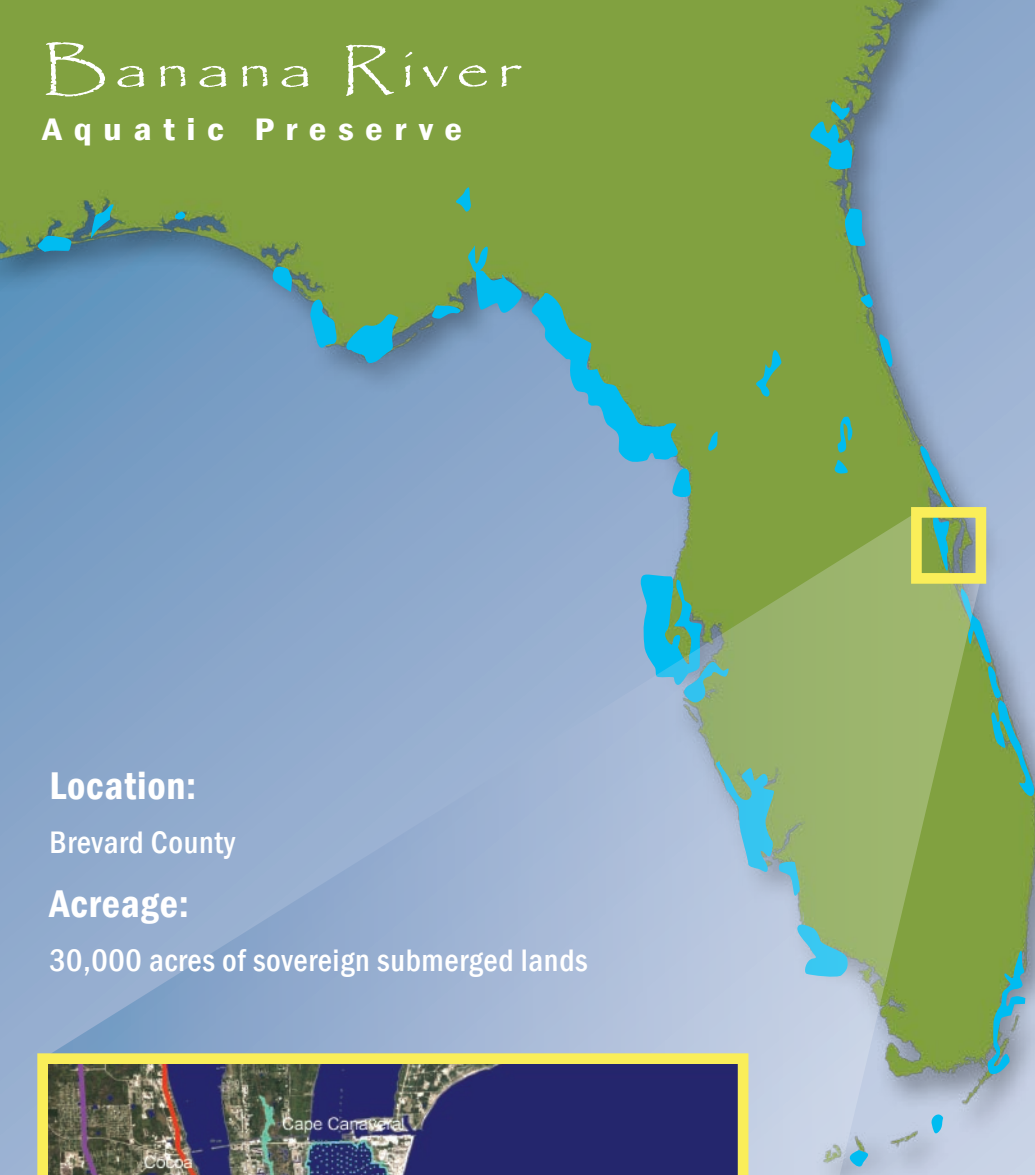 Banana River
Aquatic Preserve
Location:
Brevard County
Acreage:
30,000 acres of sovereign submerged lands
Cape Canaveral
Cocoa